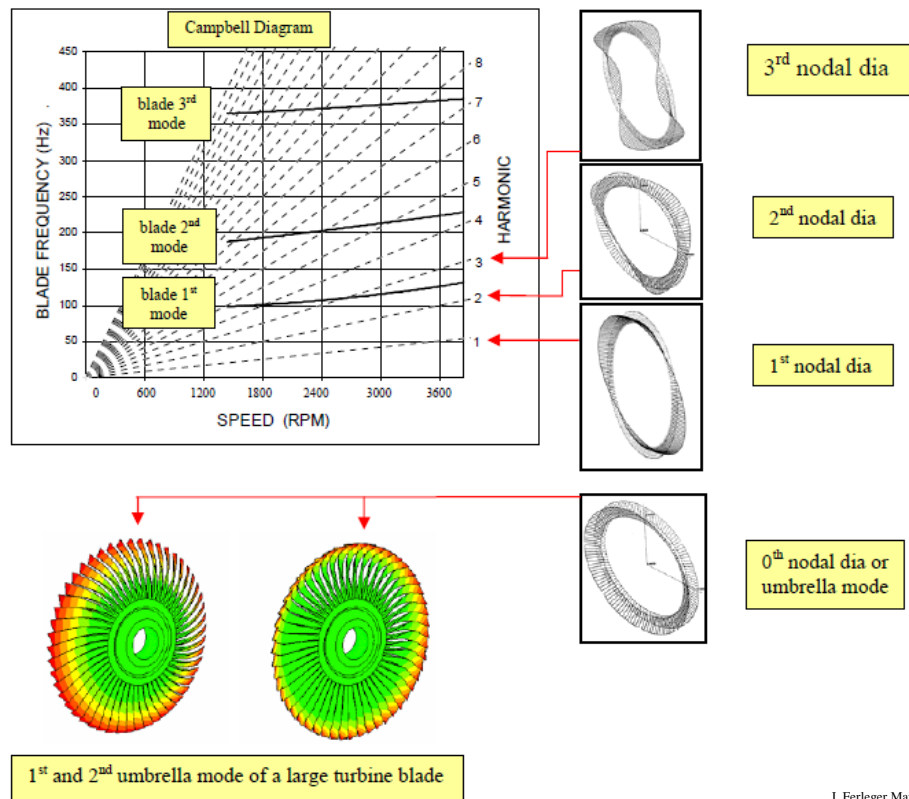 Campbell Diagram
BLADE FREQUENCY (Hz)
450
400
350
300
250
200
150
100
50
0
blade 3rd
mode
blade 2nd
mode
blade 1st
mode
0 600 1200 1800 2400 3000 3600
SPEED (RPM)
8
7
6
5
4
3
2
1
HARMONIC
3rd nodal dia
2nd nodal dia
1st nodal dia
0th nodal dia or
umbrella mode
1st and 2nd umbrella mode of a large turbine blade